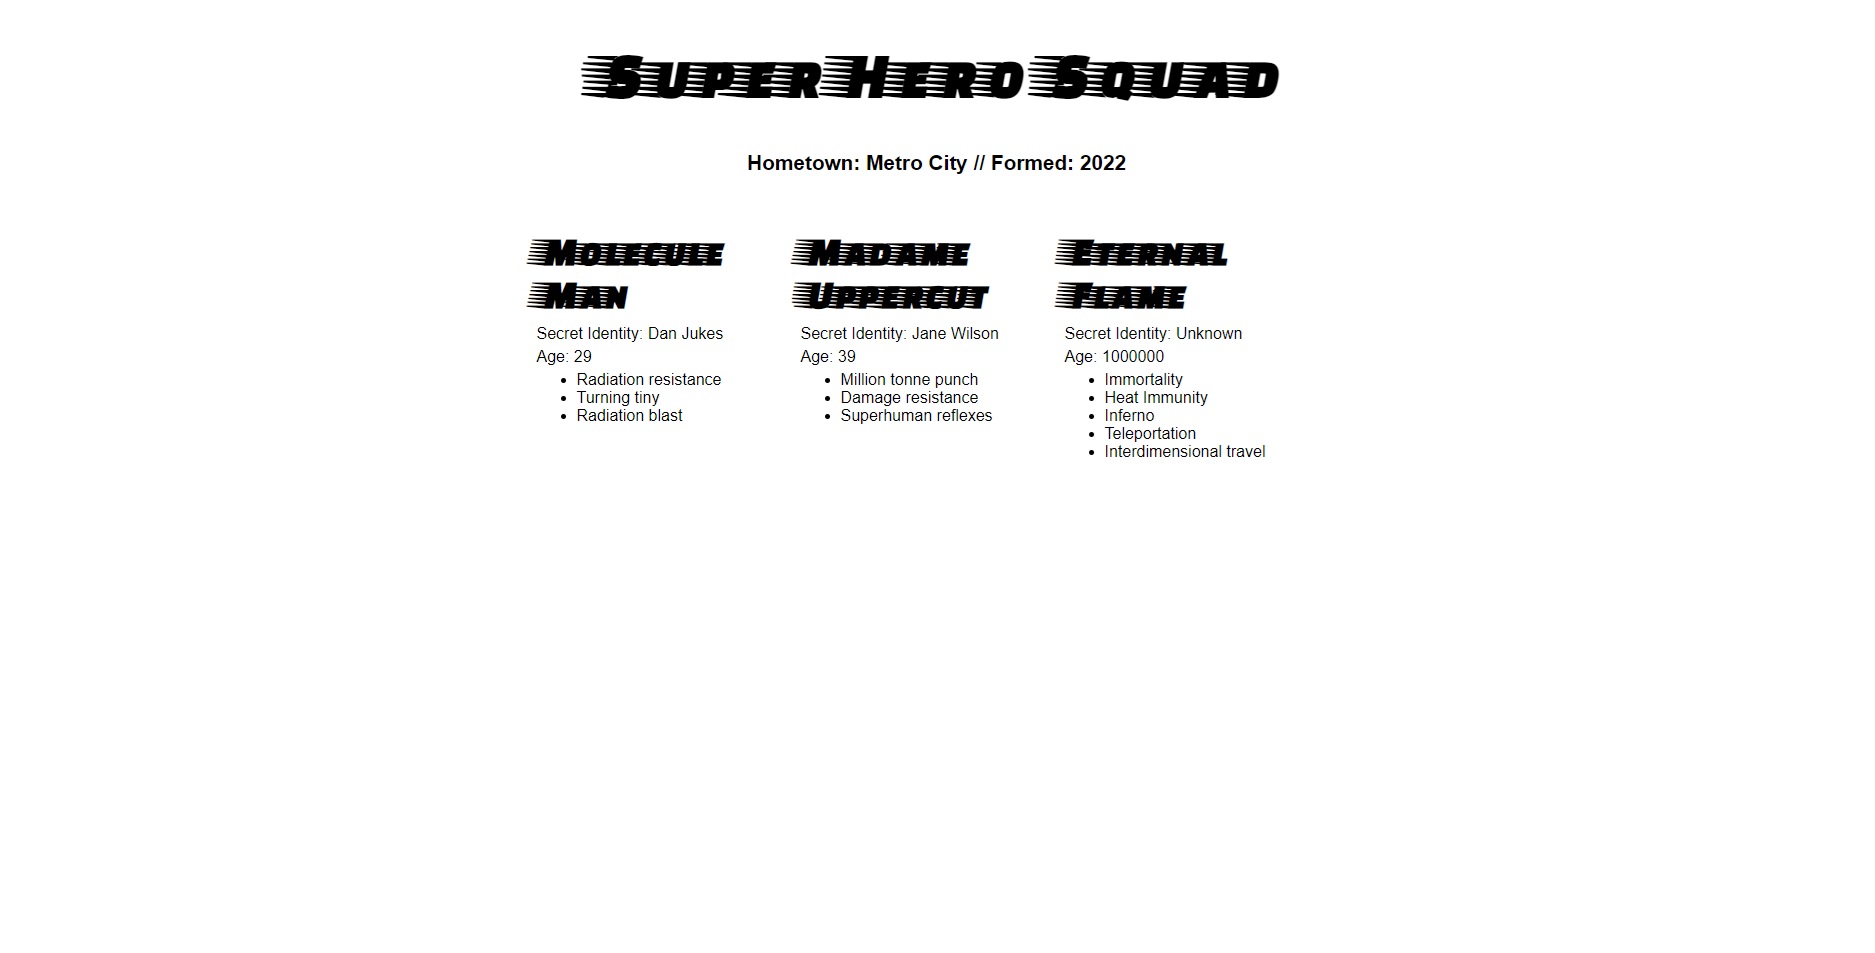 Super Hero Squad
Hometown: Metro City // Formed: 2022
Molecule
Man
Secret Identity: Dan Jukes
Age: 29
Radiation resistance
Turning tiny
Radiation blast
Madame
Uppercut
Secret Identity: Jane Wilson
Age: 39
Million tonne punch
Damage resistance
Superhuman reflexes
Eternal
Flame
Secret Identity: Unknown
Age: 1000000
Immortality
Heat Immunity
Inferno
Teleportation
Interdimensional travel